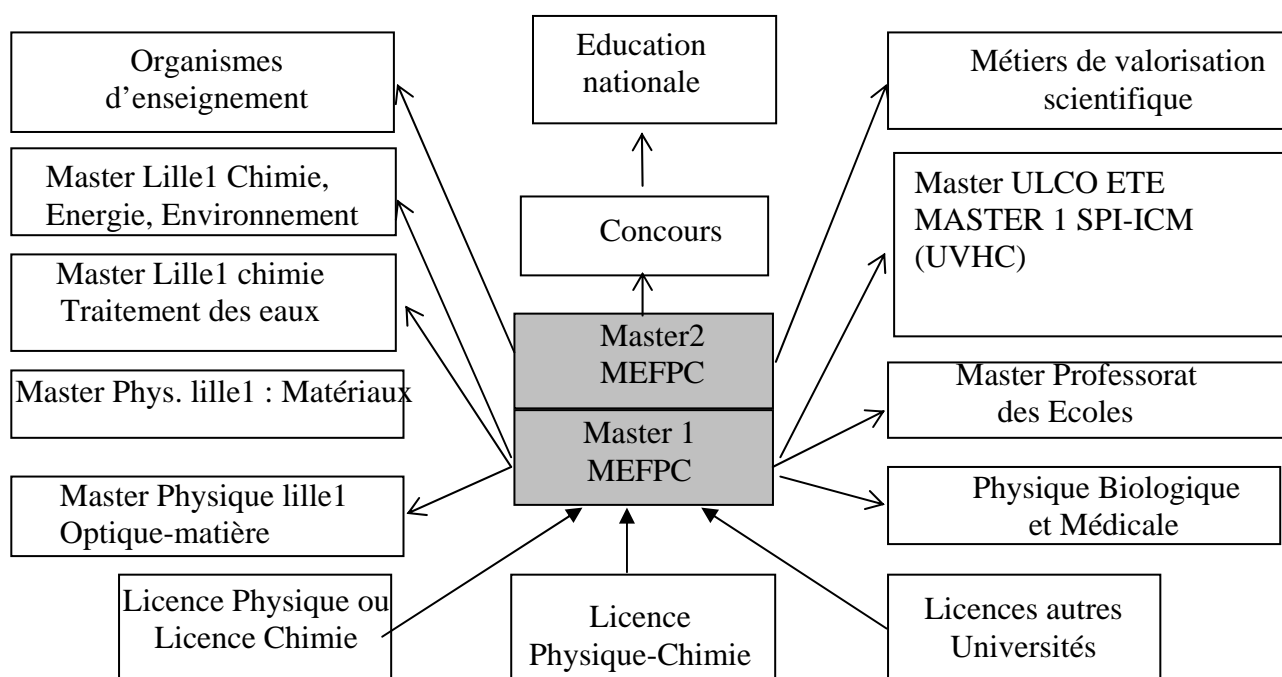 Organismes
d’enseignement
Education
nationale
Métiers de valorisation
scientifique
Master Lille1 Chimie,
Energie, Environnement
Concours
Master ULCO ETE
MASTER 1 SPI-ICM
(UVHC)
Master Lille1 chimie
Traitement des eaux
Master2
MEFPC
Master Phys. lille1 : Matériaux
Master Professorat
des Ecoles
Master 1
MEFPC
Master Physique lille1
Optique-matière
Physique Biologique
et Médicale
Licence Physique ou
Licence Chimie
Licence
Physique-Chimie
Licences autres
Universités